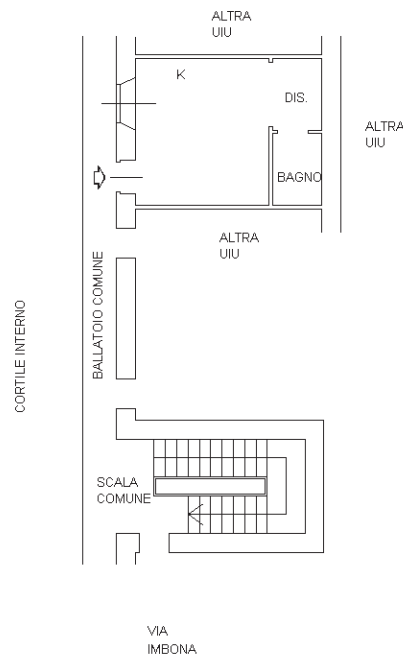 ALTRA
UIU
K
DIS.
ALTRA
UIU
BAGNO
ALTRA
UIU
BALLATOIO COMUNE
CORTILE INTERNO
SCALA
COMUNE
VIA
IMBONA